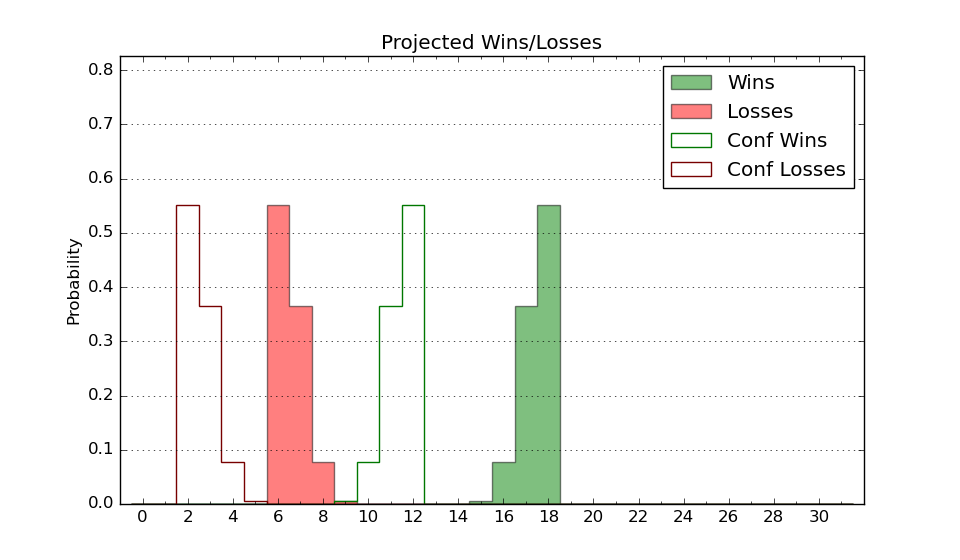 Projected Wins/Losses
0.8
0.7
0.6
0.5
0.4
0.3
0.2
0.1
0.0
Probability
Wins
Losses
Conf Wins
Conf Losses
0 2 4 6 8 10 12 14 16 18 20 22 24 26 28 30